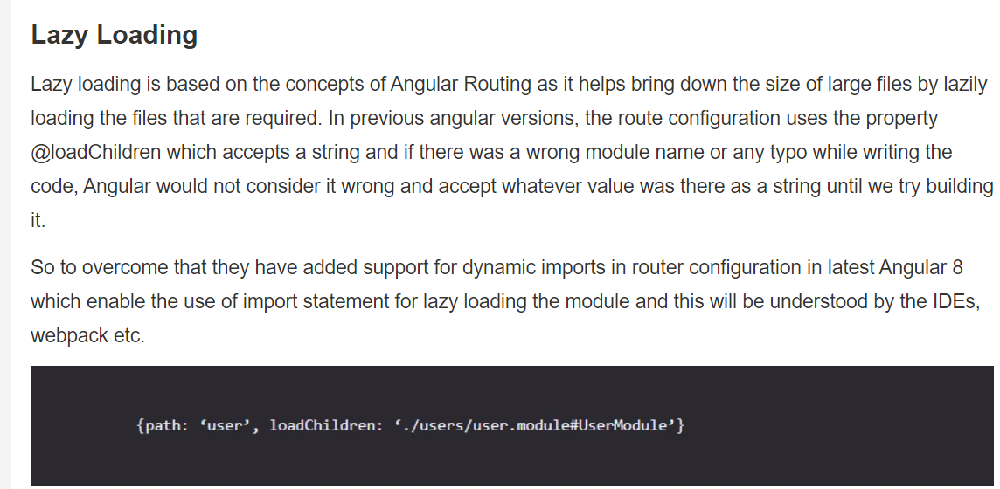 Lazy Loading
Lazy loading is based on the concepts of Angular Routing as it helps bring down the size of large files by lazily
loading the files that are required. In previous angular versions, the route configuration uses the property
@loadChildren which accepts a string and if there was a wrong module name or any typo while writing the
code, Angular would not consider it wrong and accept whatever value was there as a string until we try building
it.
So to overcome that they have added support for dynamic imports in router configuration in latest Angular 8
which enable the use of import statement for lazy loading the module and this will be understood by the IDEs,
webpack etc.
{path: ‘user’, loadChildren: ‘./users/user.module#UserModule’}